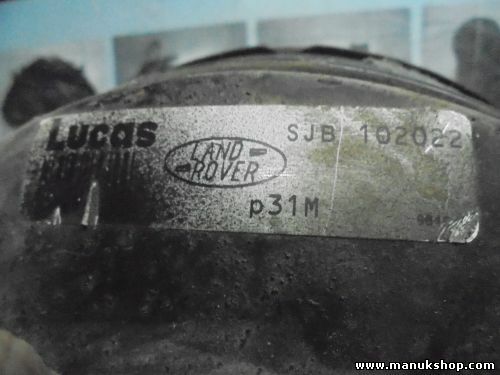 Lucas
LAND
ROVER
SJB 102022
p31M
www.manukshop.com